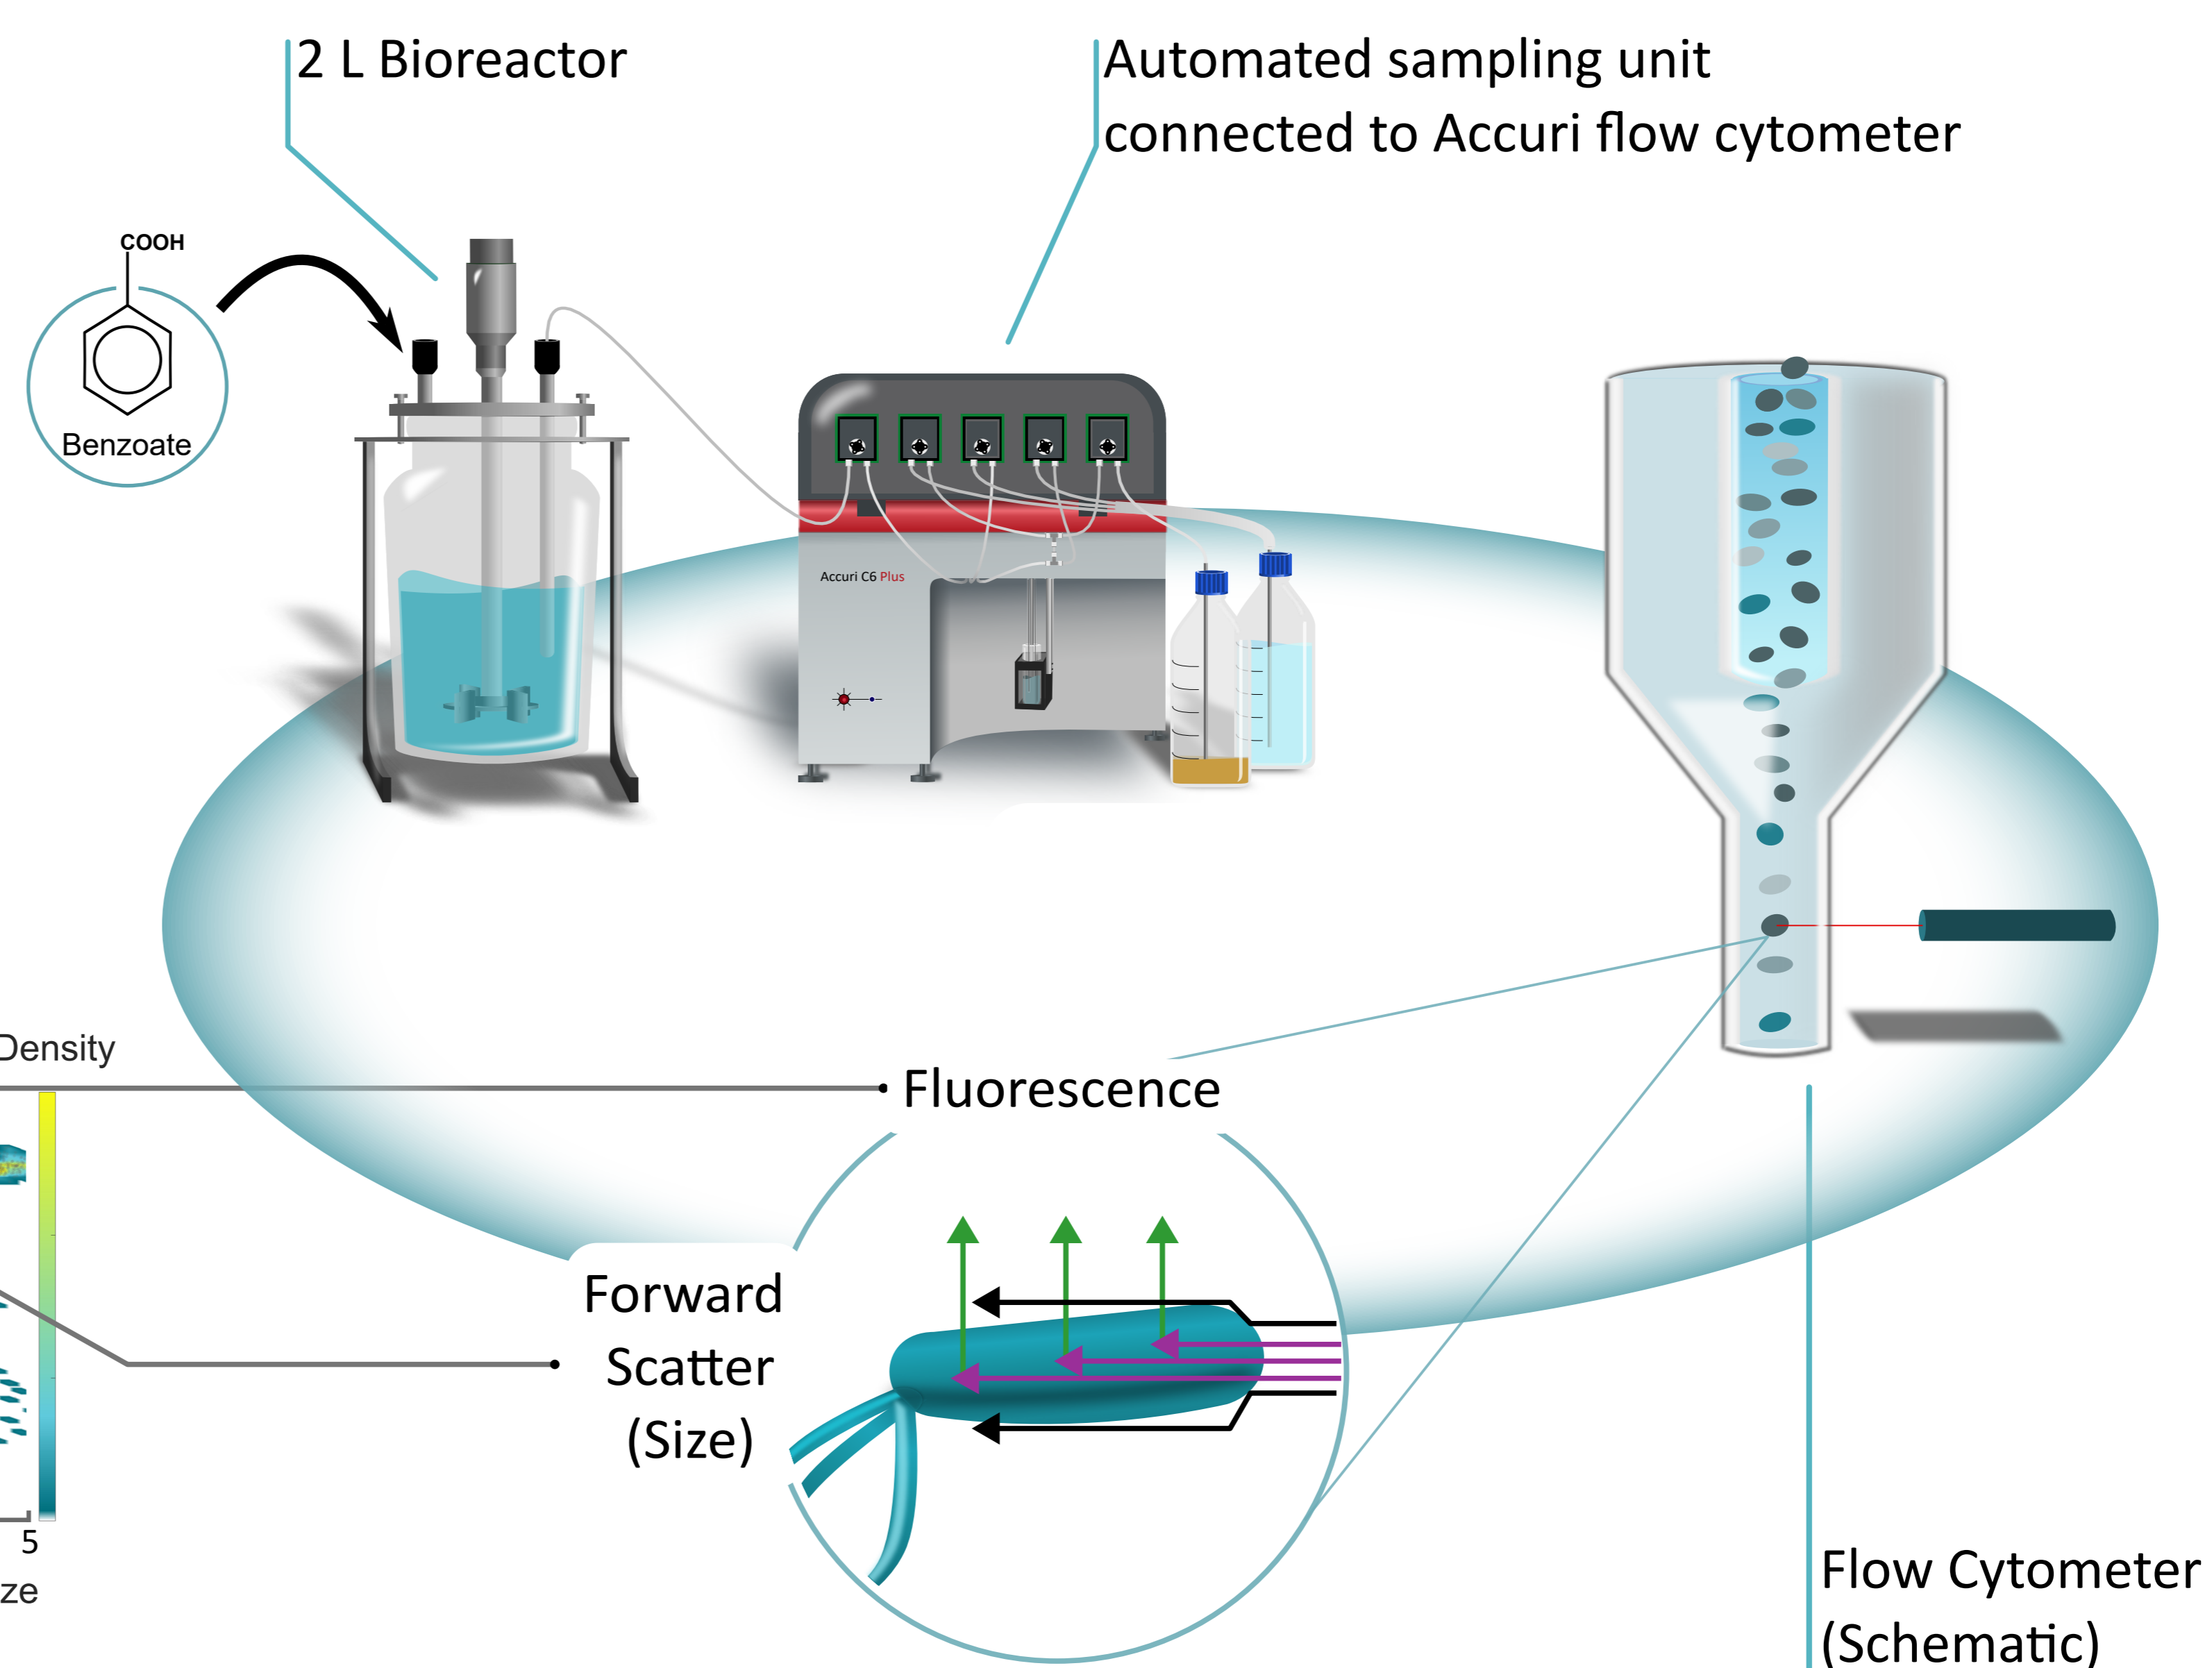 2 L Bioreactor
Automated sampling unit
connected to Accuri flow cytometer
COOH
Benzoate
Accuri C6 Plus
Density
Fluorescence
Forward
Scatter
(Size)
5
ze
Flow Cytometer
(Schematic)